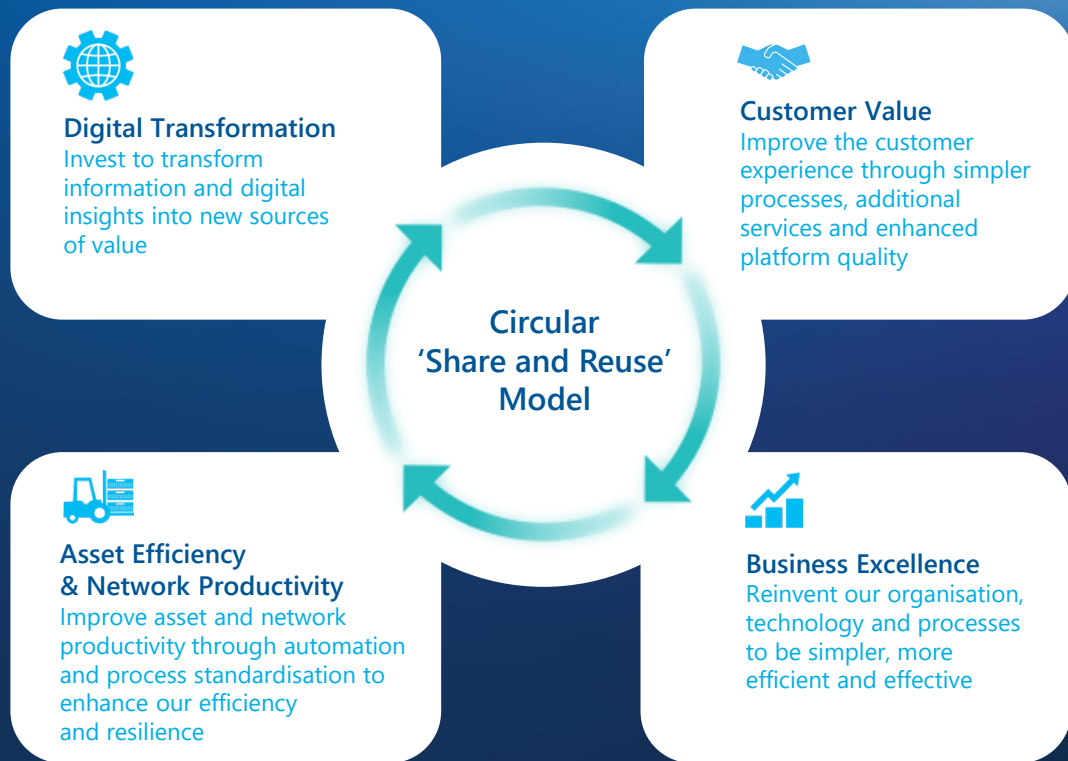 Digital Transformation
Invest to transform
information and digital
insights into new sources
of value
Customer Value
Improve the customer
experience through simpler
processes, additional
services and enhanced
platform quality
Circular
‘Share and Reuse’
Model
Asset Efficiency
& Network Productivity
Improve asset and network
productivity through automation
and process standardisation to
enhance our efficiency
and resilience
Business Excellence
Reinvent our organisation,
technology and processes
to be simpler, more
efficient and effective